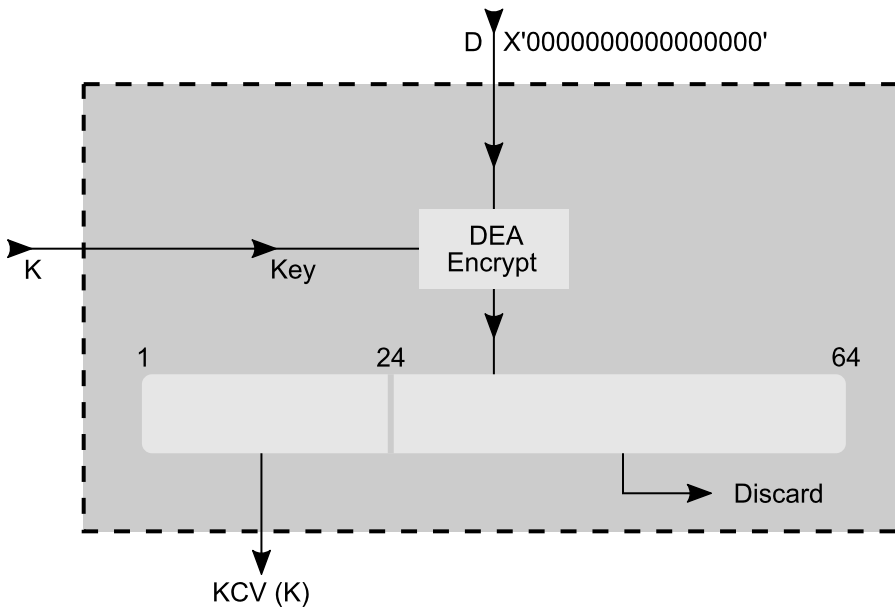 D X'0000000000000000'
DEA
Encrypt
K
Key
1 24 64
Discard
KCV (K)